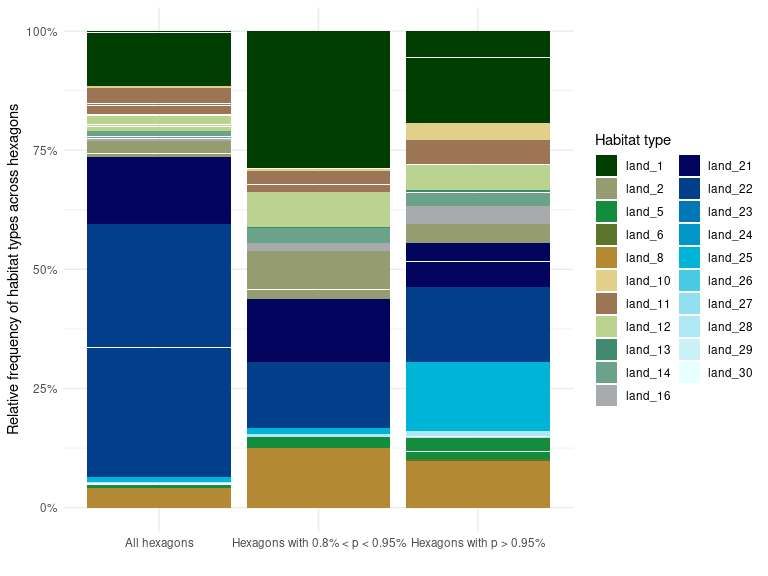 Relative frequency of habitat types across hexagons
100%
75%
50%
25%
0%
All hexagons
Hexagons with 0.8% < p < 0.95%
Hexagons with p > 0.95%
Habitat type
land_1
land_2
land_5
land_6
land_8
land_10
land_11
land_12
land_13
land_14
land_16
land_21
land_22
land_23
land_24
land_25
land_26
land_27
land_28
land_29
land_30